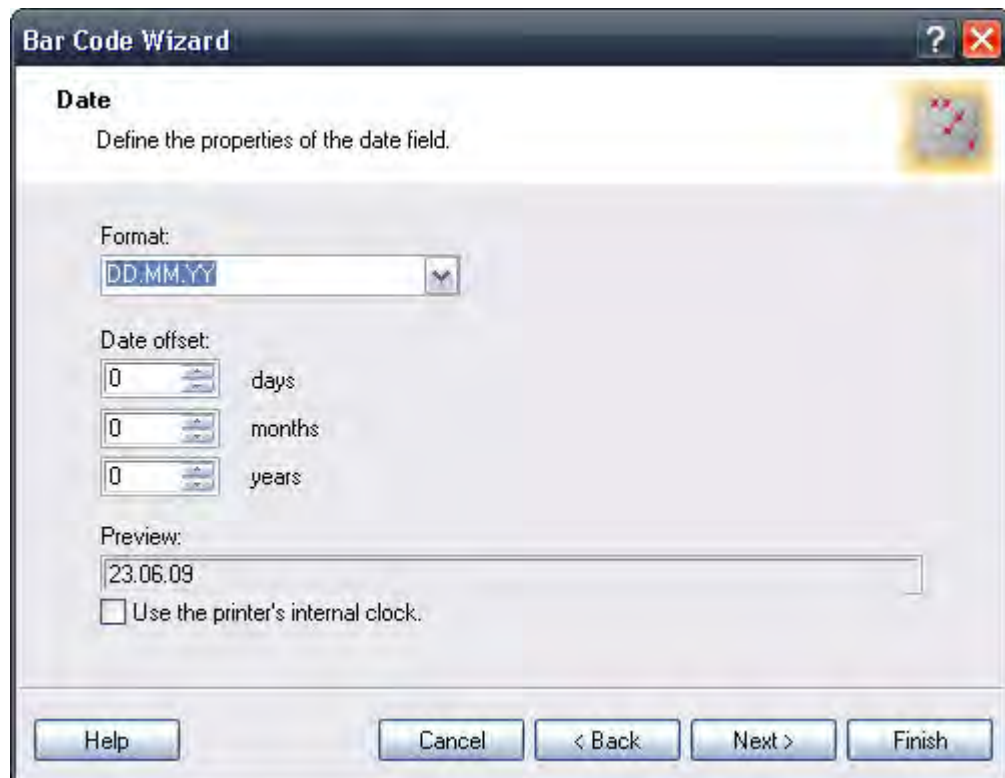 Bar Code Wizard
Date
Define the properties of the date field.
Format:
DD.MM.YY
Date offset:
0 days
0 months
0 years
Preview:
23.06.09
Use the printer's internal clock.
Help Cancel < Back Next > Finish